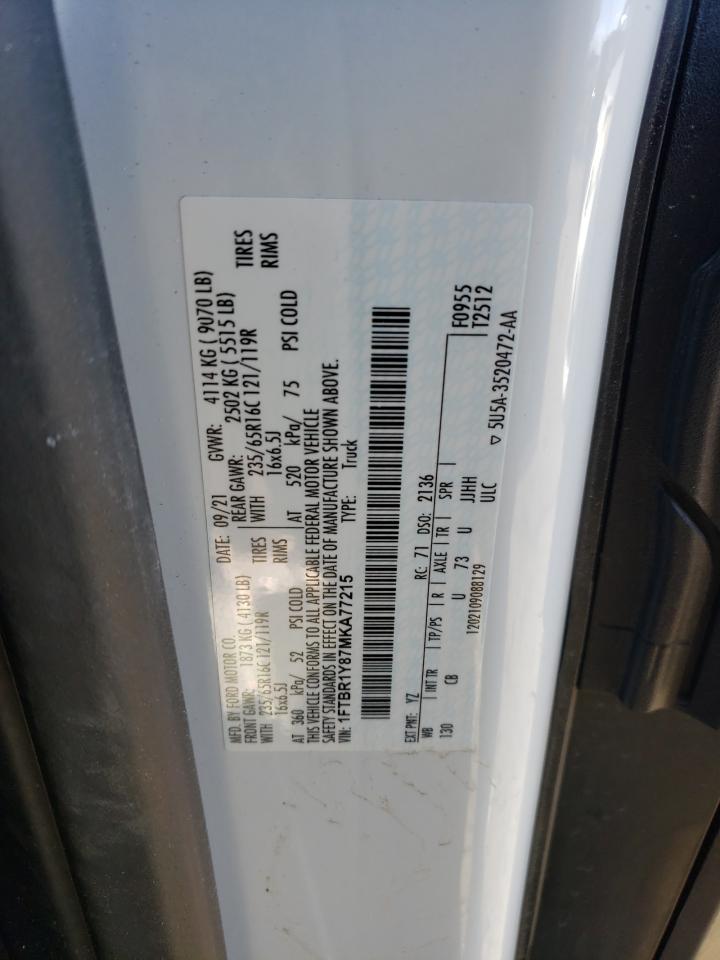 MFD. BY FORD MOTOR CO.
DATE: 09/21 GVWR: 4114 KG ( 9070 LB)
FRONT GAWR: 1873 KG ( 4130 LB) REAR GAWR: 2502 KG ( 5515 LB)
WITH 235/65R16C 121/119R TIRES WITH 235/65R16C 121/119R TIRES
16x6.5J RIMS 16x6.5J RIMS
AT 360 kPa/ 52 PSI COLD AT 520 kPa/ 75 PSI COLD
THIS VEHICLE CONFORMS TO ALL APPLICABLE FEDERAL MOTOR VEHICLE
SAFETY STANDARDS IN EFFECT ON THE DATE OF MANUFACTURE SHOWN ABOVE.
VIN: 1FTBR1Y87MKA77215 TYPE: Truck
EXT PNT: YZ RC: 71 DSO: 2136 F0955
WB INT TR TP/PS R AXLE TR SPR T2512
130 CB U 73 U JJHH
1202109088129 ULC
▽ 5U5A-3520472-AA